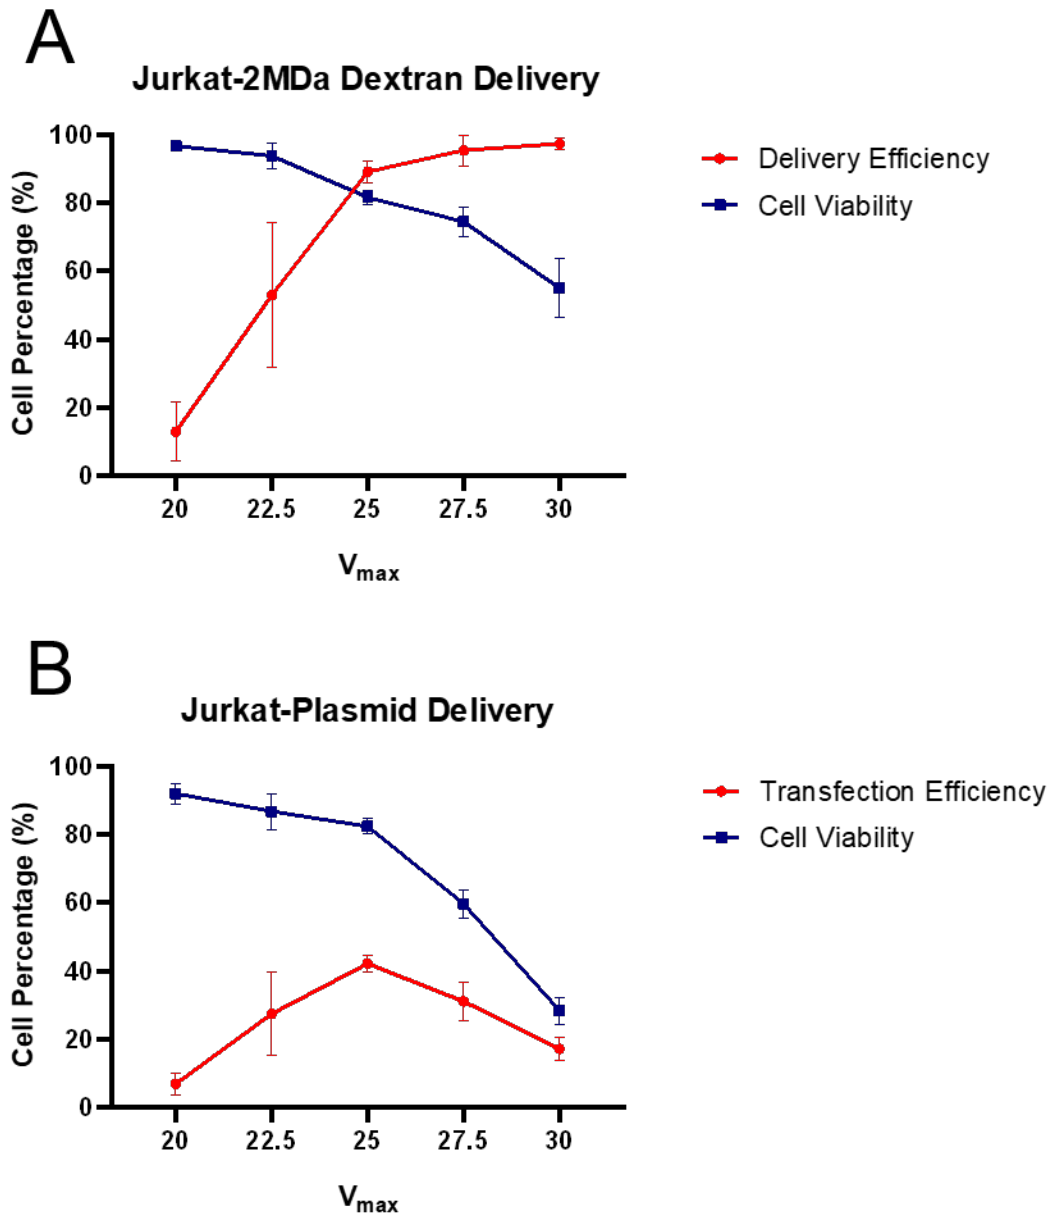 A
Jurkat-2MDa Dextran Delivery
100
80
60
40
20
0
Cell Percentage (%)
20 22.5 25 27.5 30
Vmax
Delivery Efficiency
Cell Viability
B
Jurkat-Plasmid Delivery
100
80
60
40
20
0
Cell Percentage (%)
20 22.5 25 27.5 30
Vmax
Transfection Efficiency
Cell Viability